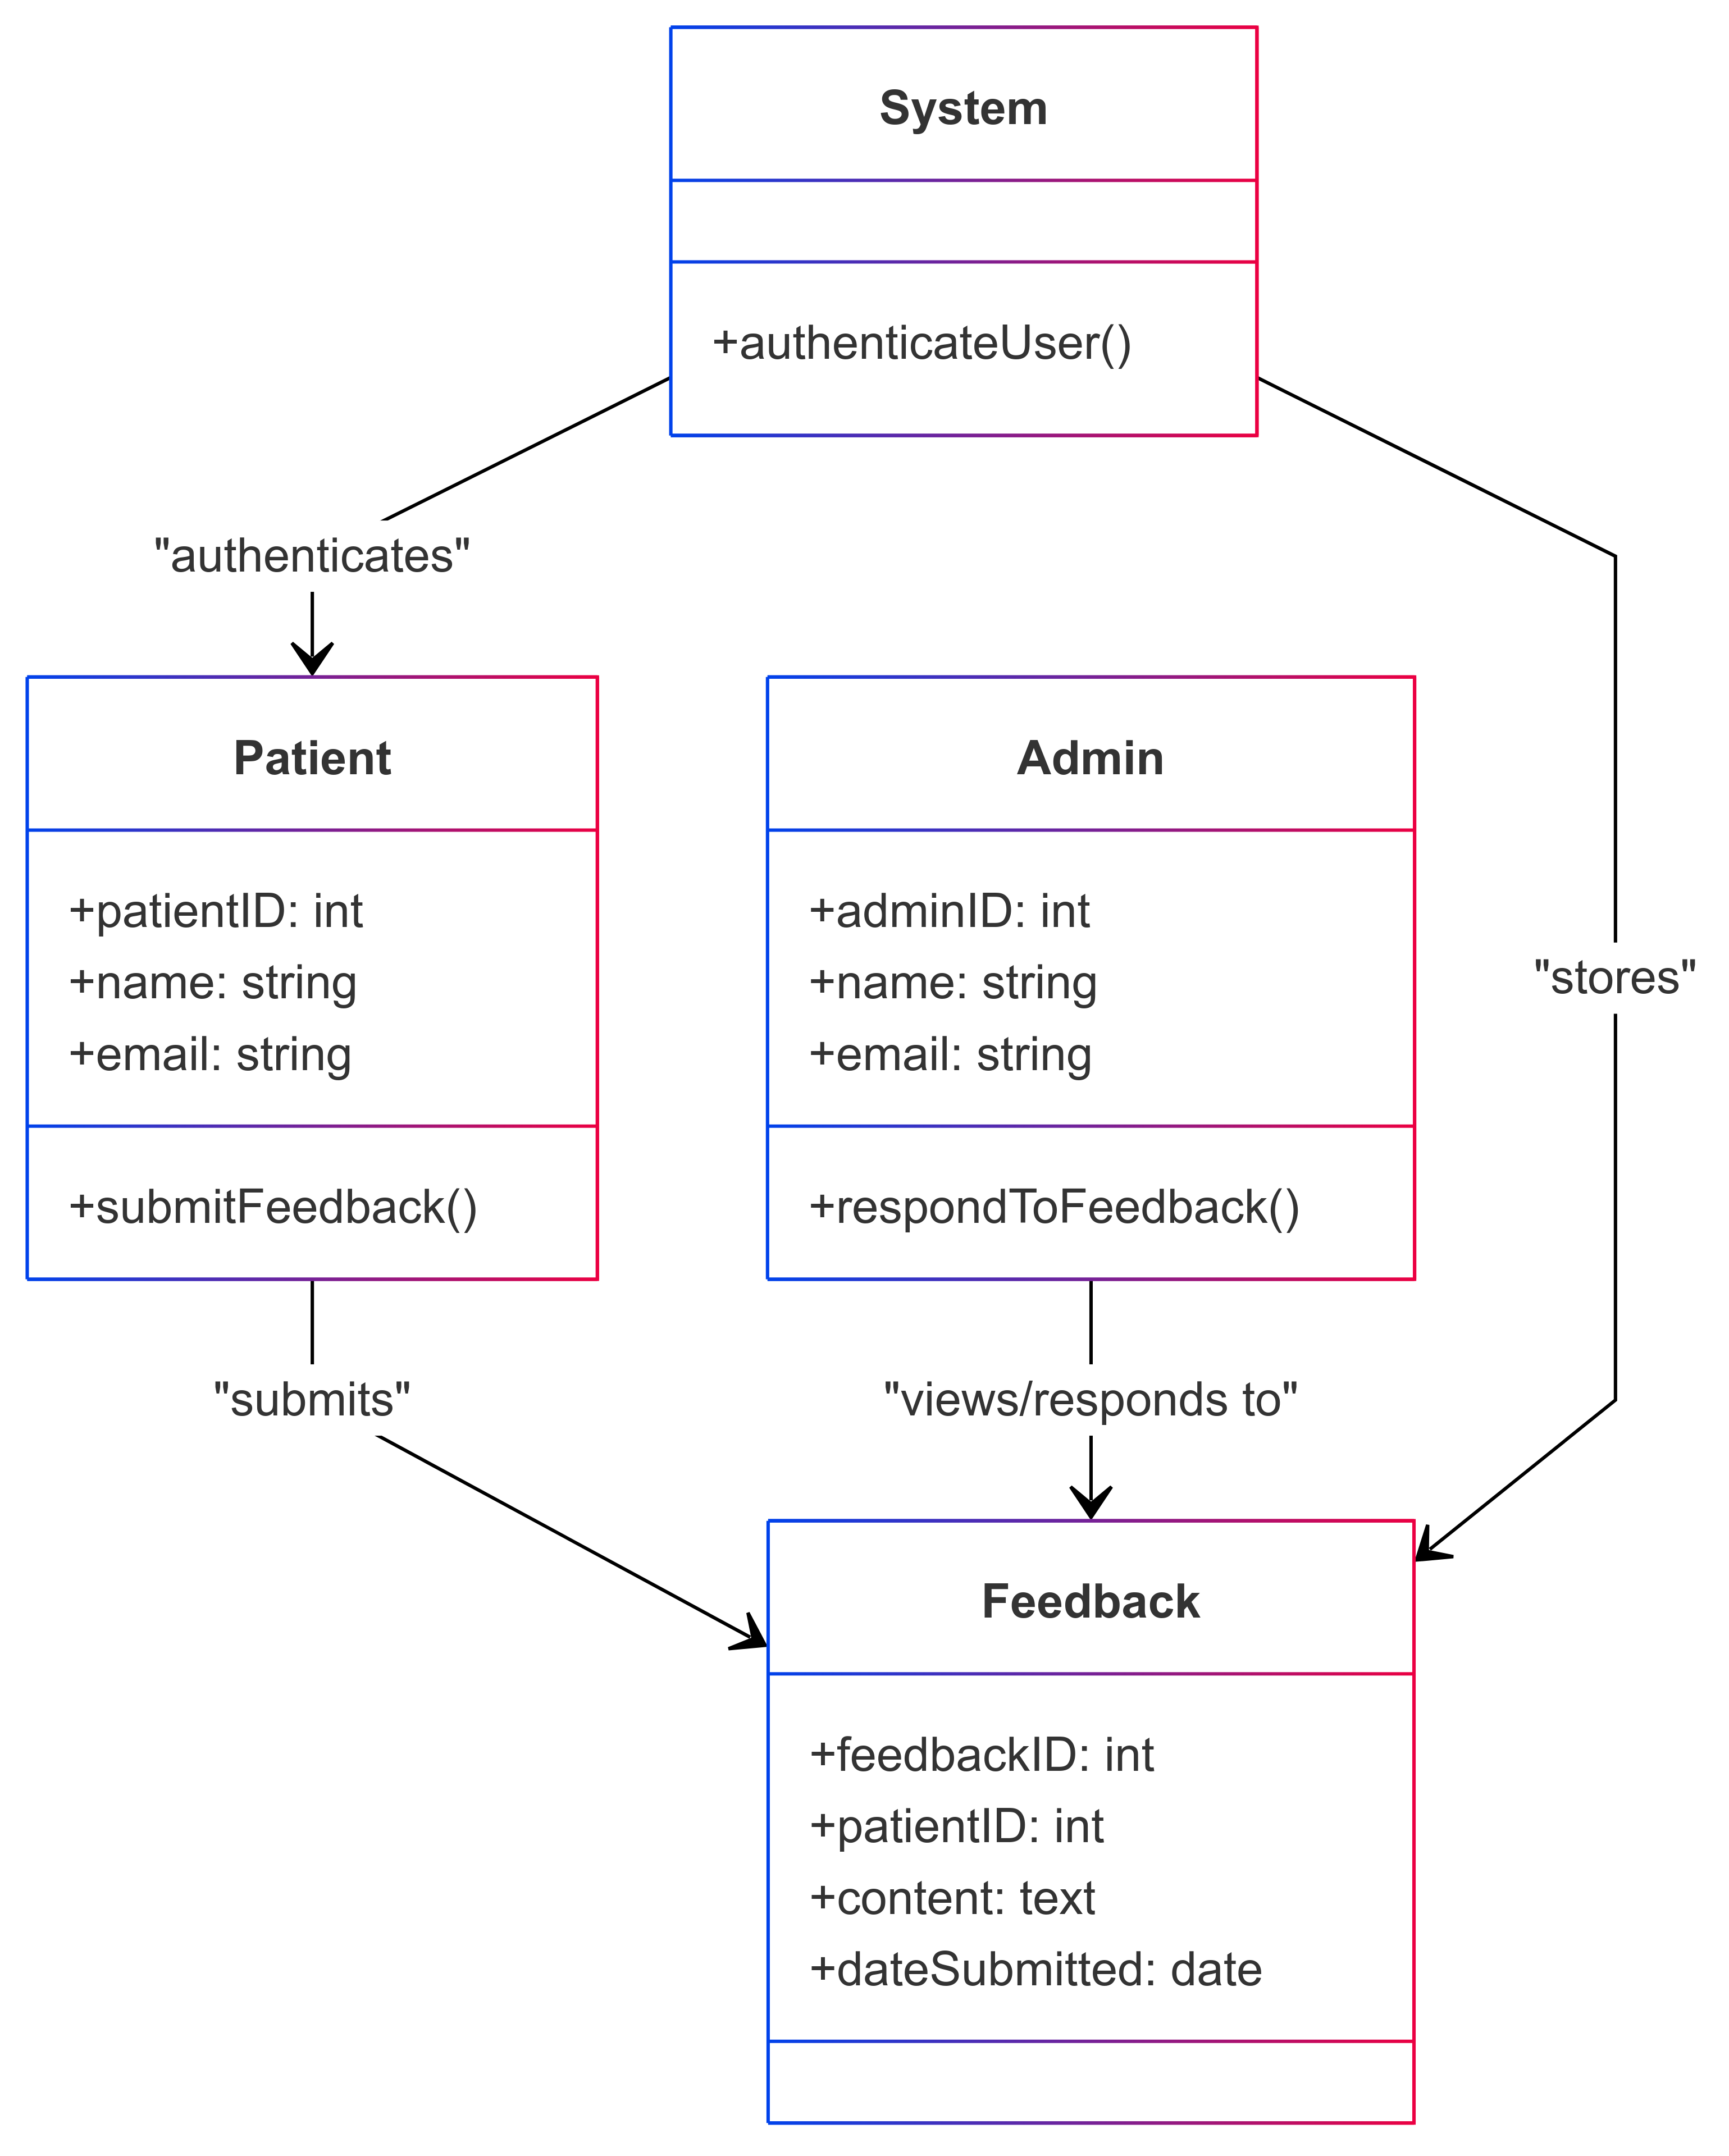 System
+authenticateUser()
"authenticates"
Patient
+patientID: int
+name: string
+email: string
+submitFeedback()
Admin
+adminID: int
+name: string
+email: string
+respondToFeedback()
"stores"
"submits"
"views/responds to"
Feedback
+feedbackID: int
+patientID: int
+content: text
+dateSubmitted: date